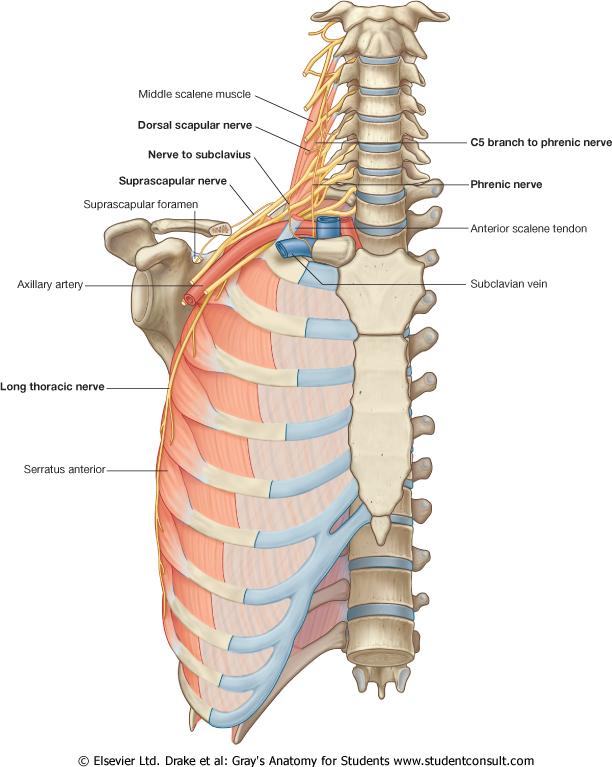 Middle scalene muscle
Dorsal scapular nerve
C5 branch to phrenic nerve
Nerve to subclavius
Suprascapular nerve
Phrenic nerve
Suprascapular foramen
Anterior scalene tendon
Axillary artery
Subclavian vein
Long thoracic nerve
Serratus anterior
© Elsevier Ltd. Drake et al: Gray's Anatomy for Students www.studentconsult.com